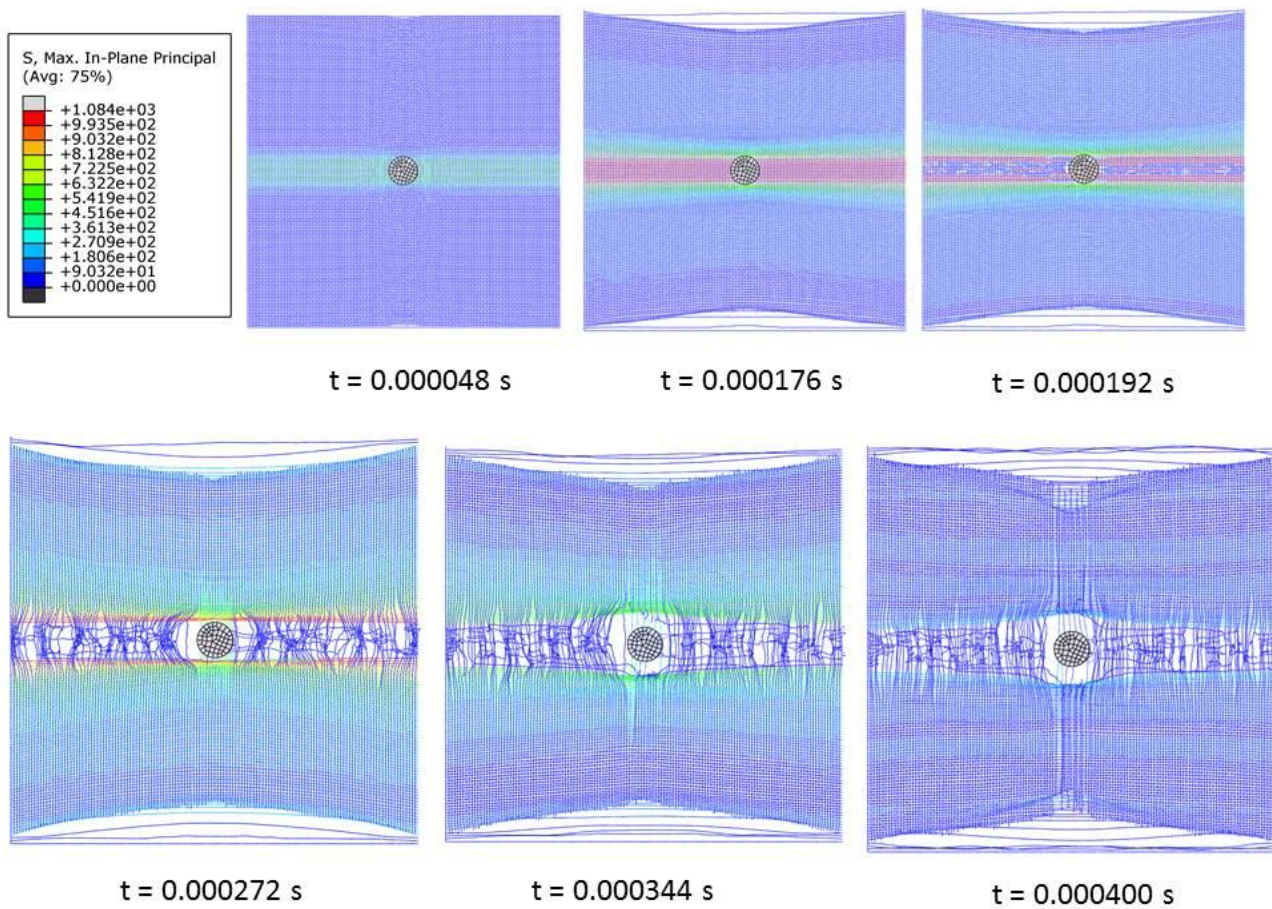 S, Max. In-Plane Principal
(Avg: 75%)
+1.084e+03
+9.935e+02
+9.032e+02
+8.128e+02
+7.225e+02
+6.322e+02
+5.419e+02
+4.516e+02
+3.613e+02
+2.709e+02
+1.806e+02
+9.032e+01
+0.000e+00
t = 0.000048 s
t = 0.000176 s
t = 0.000192 s
t = 0.000272 s
t = 0.000344 s
t = 0.000400 s